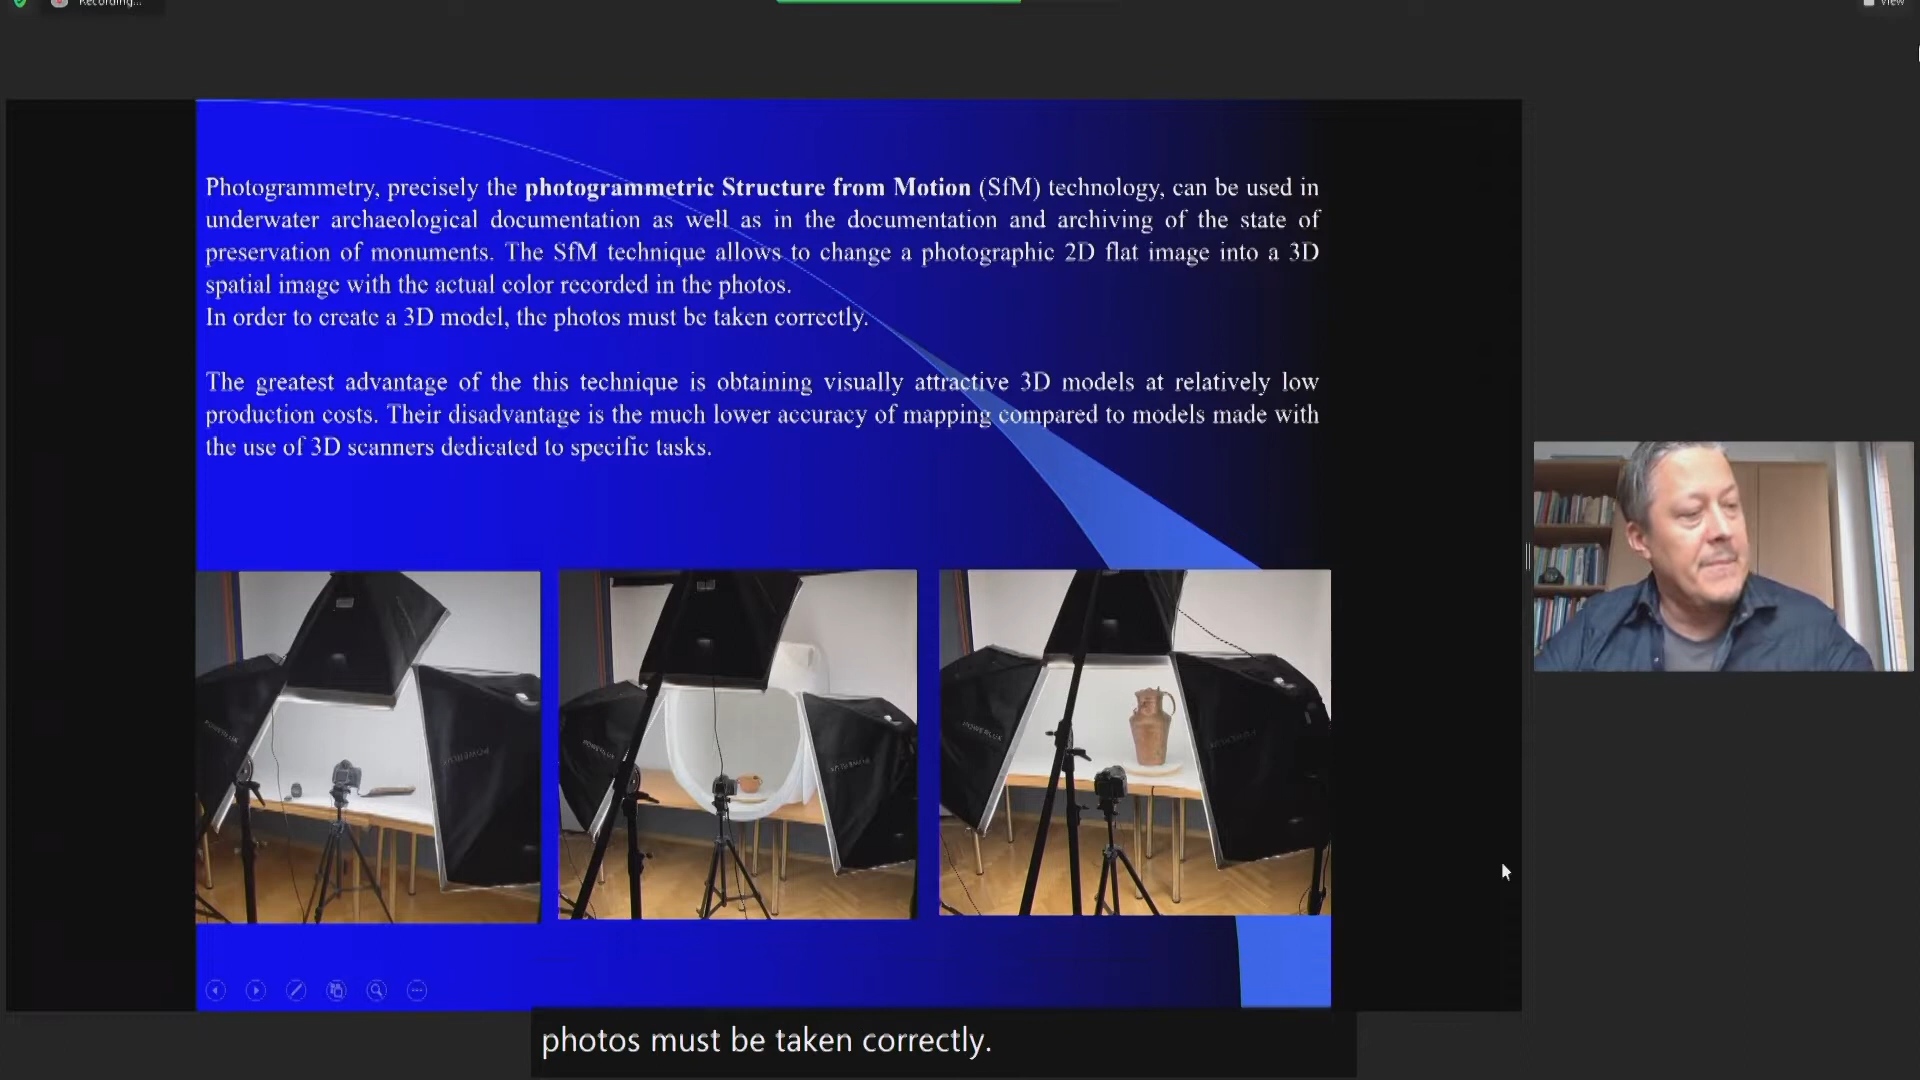 Recording...
View
Photogrammetry, precisely the photogrammetric Structure from Motion (SfM) technology, can be used in
underwater archaeological documentation as well as in the documentation and archiving of the state of
preservation of monuments. The SfM technique allows to change a photographic 2D flat image into a 3D
spatial image with the actual color recorded in the photos.
In order to create a 3D model, the photos must be taken correctly.
The greatest advantage of the this technique is obtaining visually attractive 3D models at relatively low
production costs. Their disadvantage is the much lower accuracy of mapping compared to models made with
the use of 3D scanners dedicated to specific tasks.
photos must be taken correctly.